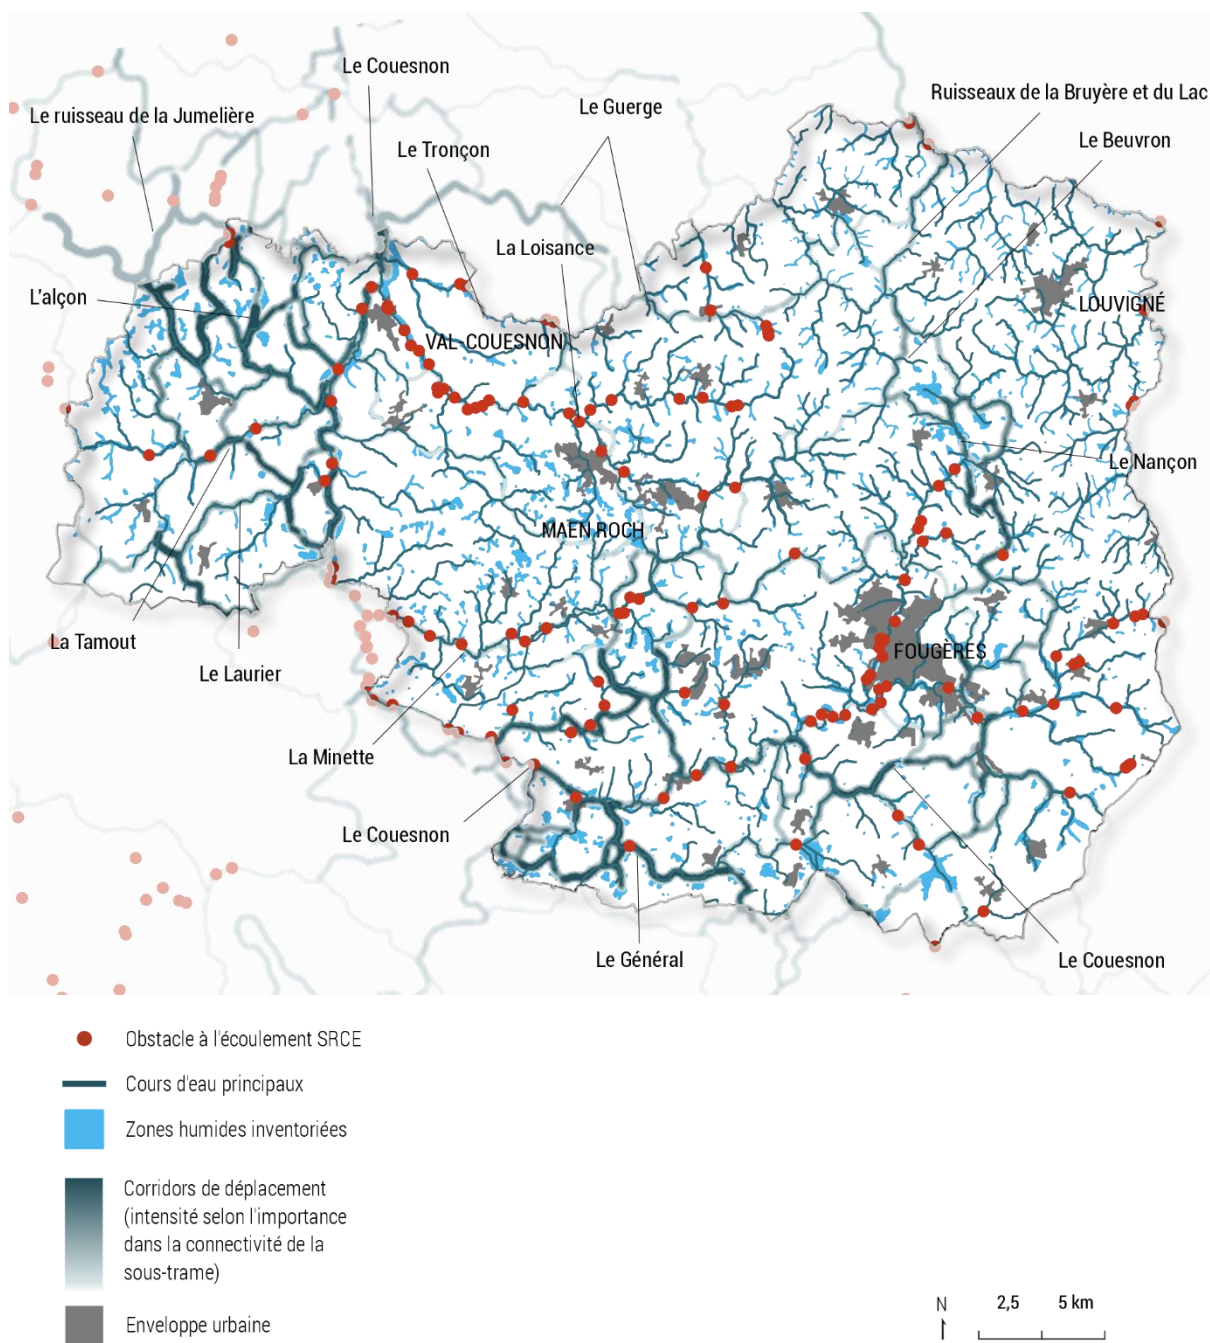 Le Couesnon
Ruisseaux de la Bruyère et du Lac
Le ruisseau de la Jumelière
Le Guerge
Le Beuvron
Le Tronçon
La Loisance
L'alçon
LOUVIGNÉ
VAL-COUESNON
Le Nançon
MAEN ROCH
La Tamout
FOUGÈRES
Le Laurier
La Minette
Le Couesnon
Le Général
Le Couesnon
Obstacle à l'écoulement SRCE
Cours d'eau principaux
Zones humides inventoriées
Corridors de déplacement
(intensité selon l'importance
dans la connectivité de la
sous-trame)
Enveloppe urbaine
N
2,5 5 km